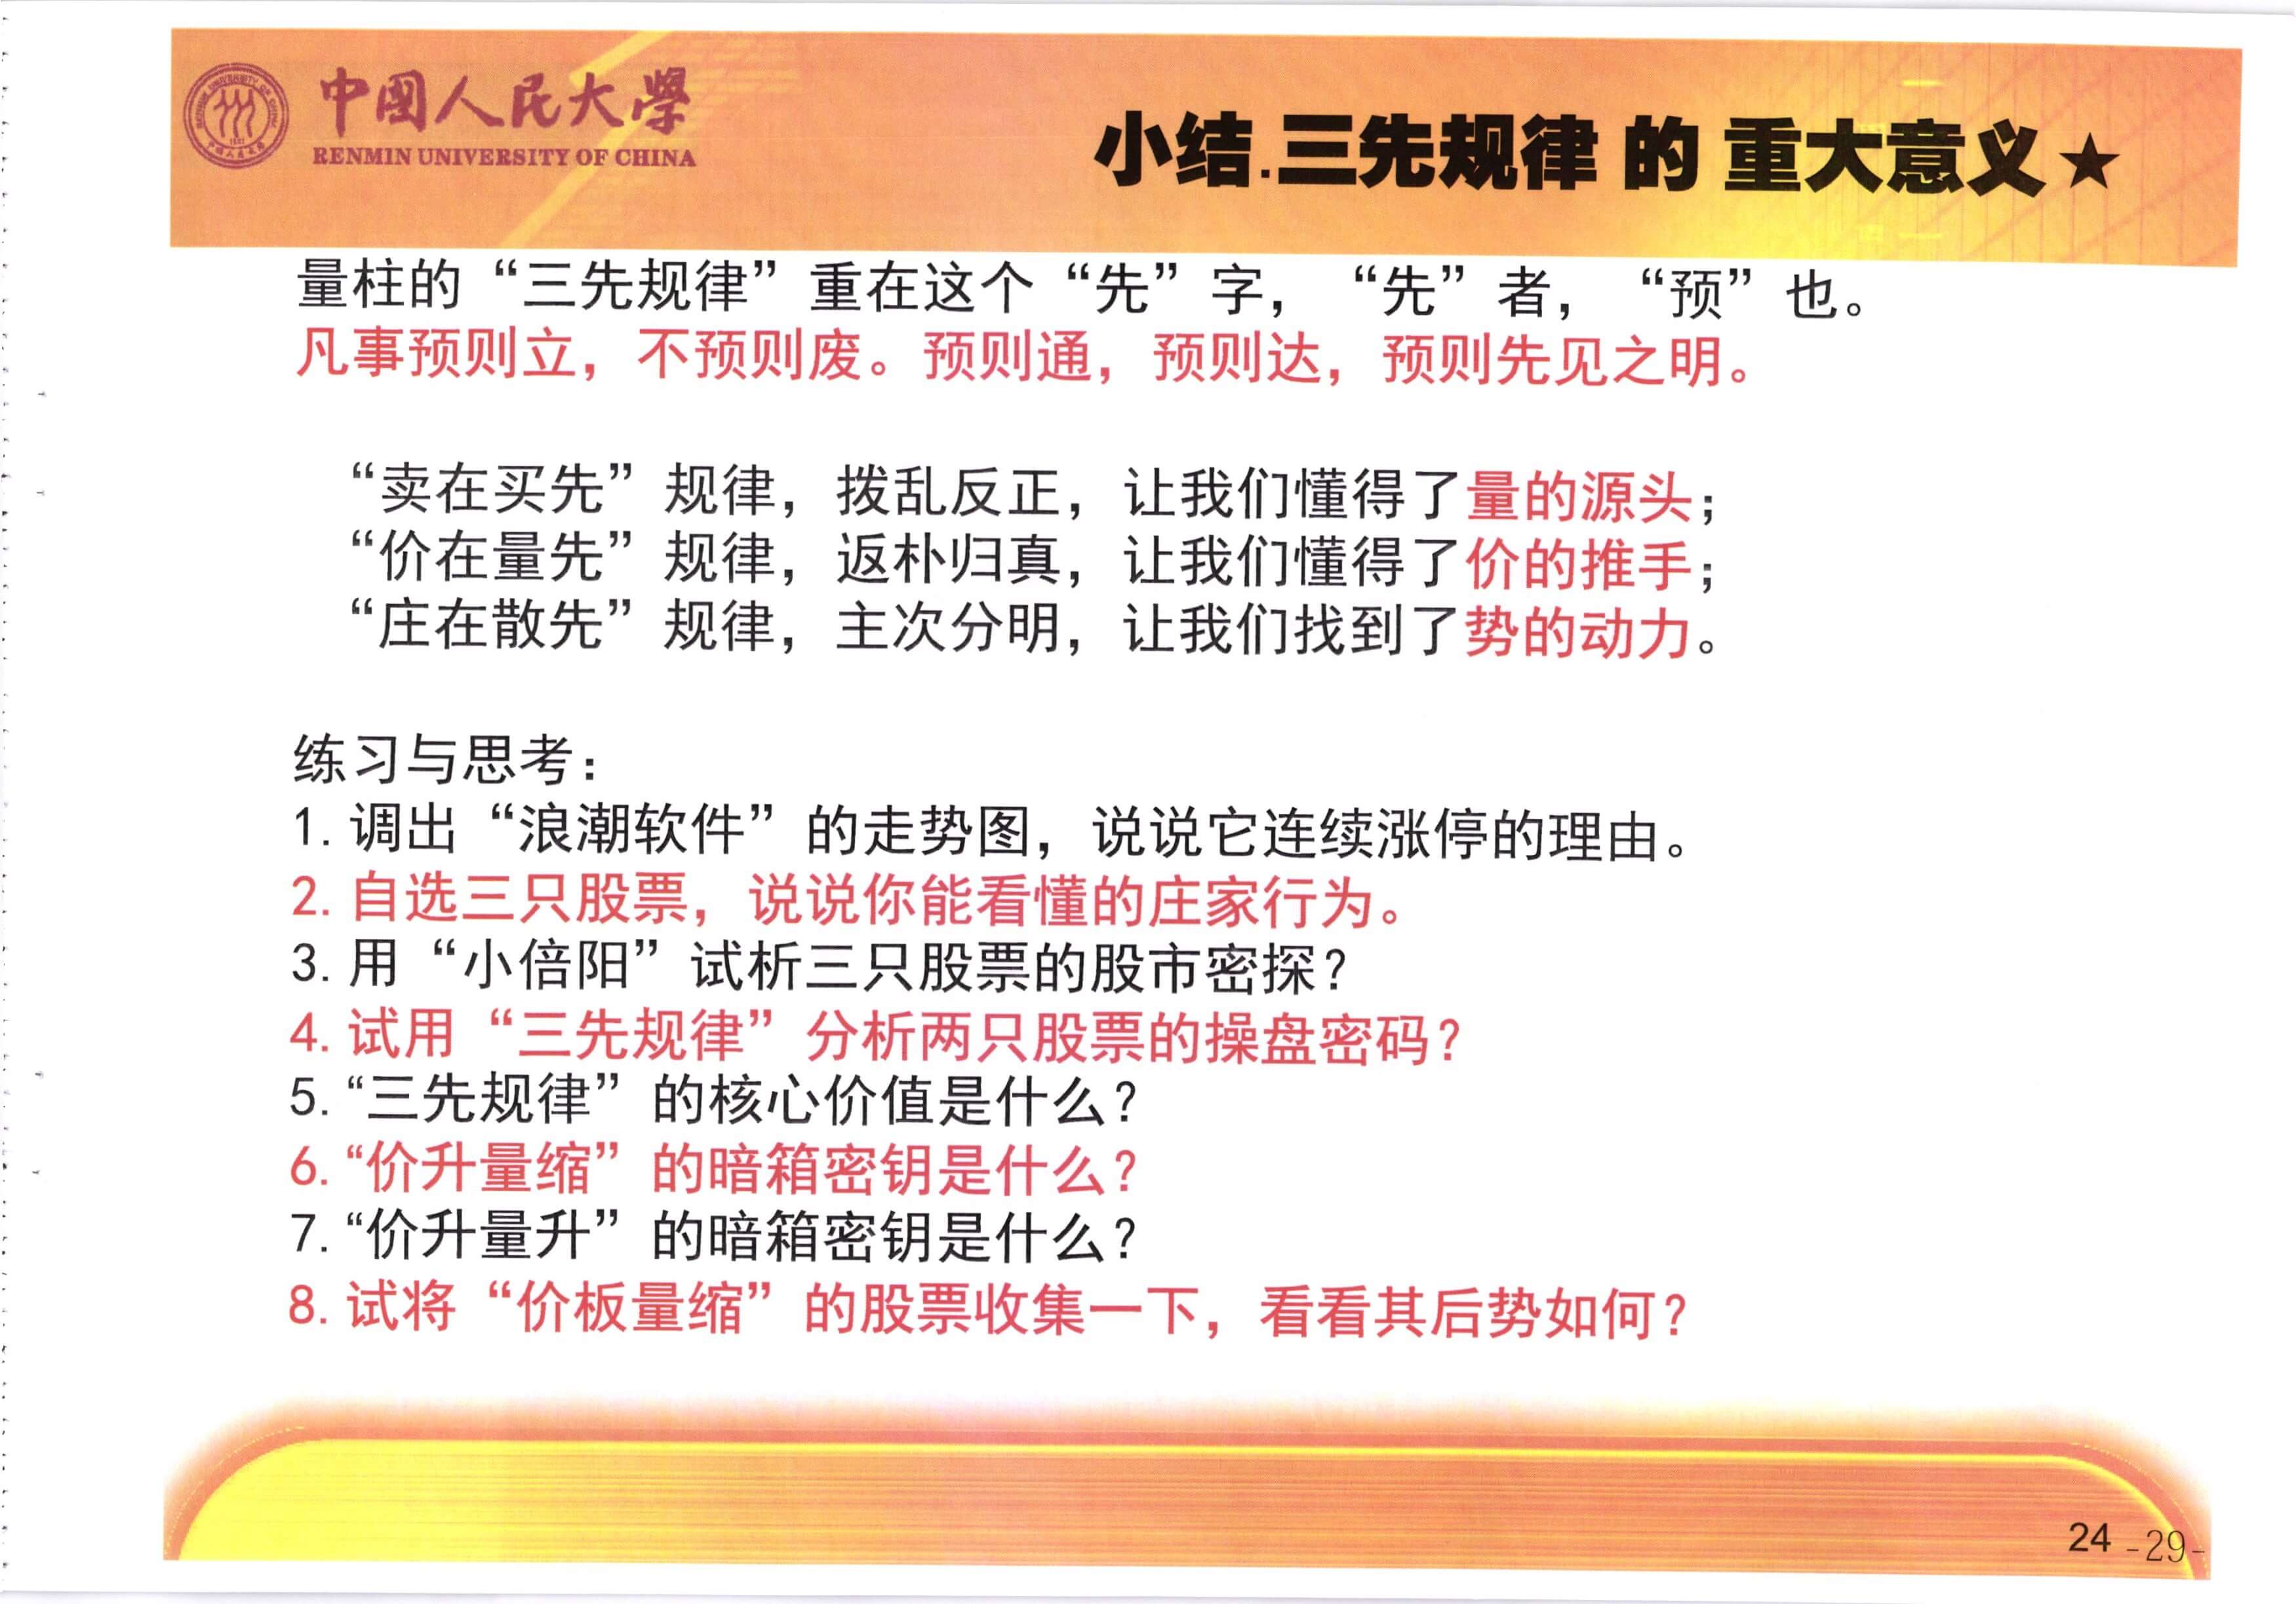 中國人民大學
RENMIN UNIVERSITY OF CHINA
小结.三先规律 的 重大意义★
量柱的“三先规律”重在这个“先”字，“先”者，“预”也。
凡事预则立，不预则废。预则通，预则达，预则先见之明。
“卖在买先”规律，拨乱反正，让我们懂得了量的源头；
“价在量先”规律，返朴归真，让我们懂得了价的推手；
“庄在散先”规律，主次分明，让我们找到了势的动力。
练习与思考：
1. 调出“浪潮软件”的走势图，说说它连续涨停的理由。
2. 自选三只股票，说说你能看懂的庄家行为。
3. 用“小倍阳”试析三只股票的股市密探？
4. 试用“三先规律”分析两只股票的操盘密码？
5.“三先规律”的核心价值是什么？
6.“价升量缩”的暗箱密钥是什么？
7.“价升量升”的暗箱密钥是什么？
8. 试将“价板量缩”的股票收集一下，看看其后势如何？
24 -29-